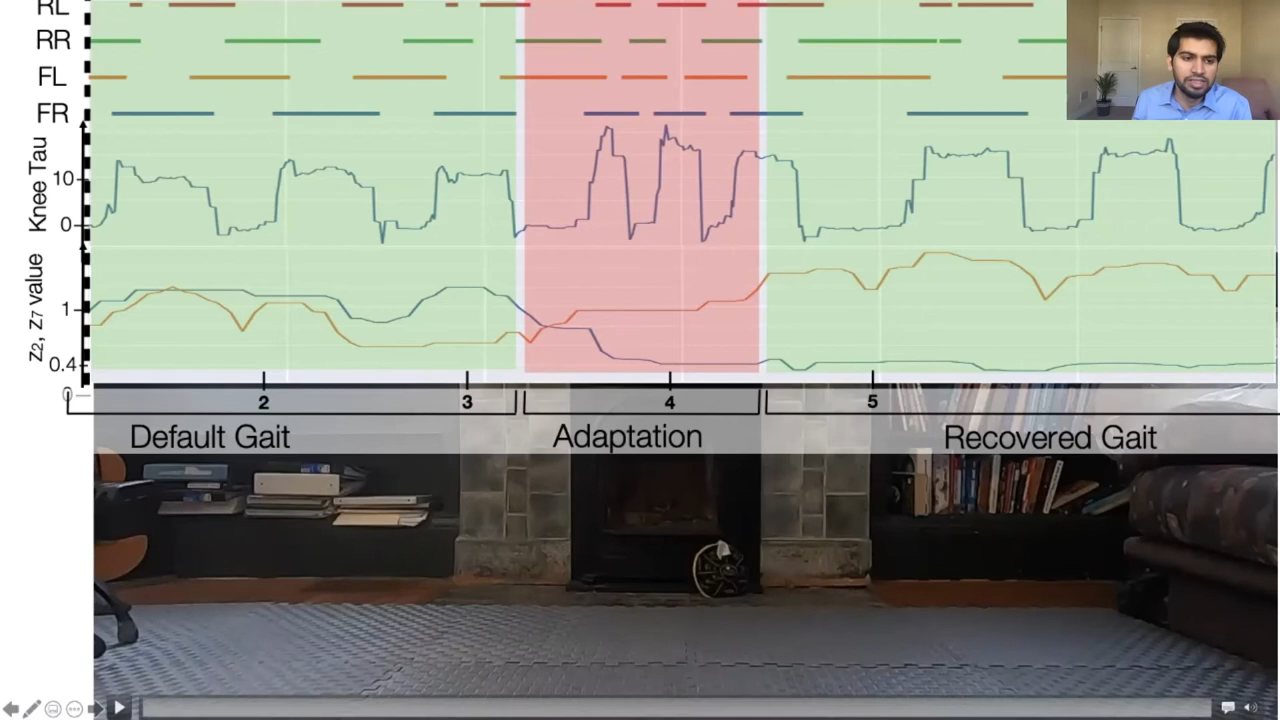 RL
RR
FL
FR
Knee Tau
10
0
z2, z7 value
1
0.4
0
2
3
4
5
Default Gait
Adaptation
Recovered Gait